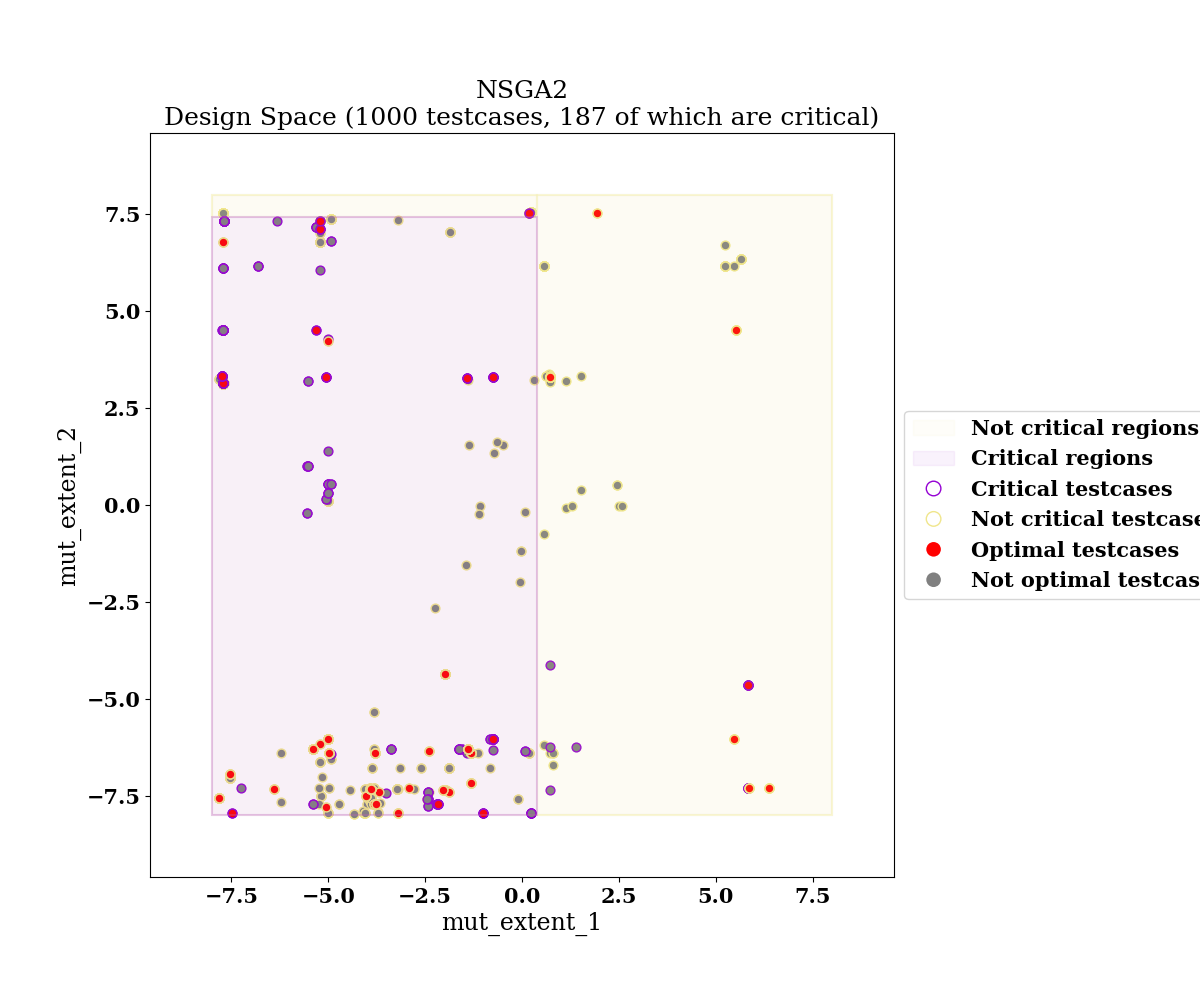 NSGA2
Design Space (1000 testcases, 187 of which are critical)
7.5
5.0
2.5
0.0
−2.5
−5.0
−7.5
mut_extent_2
−7.5 −5.0 −2.5 0.0 2.5 5.0 7.5
mut_extent_1
Not critical regions
Critical regions
Critical testcases
Not critical testcase
Optimal testcases
Not optimal testcas